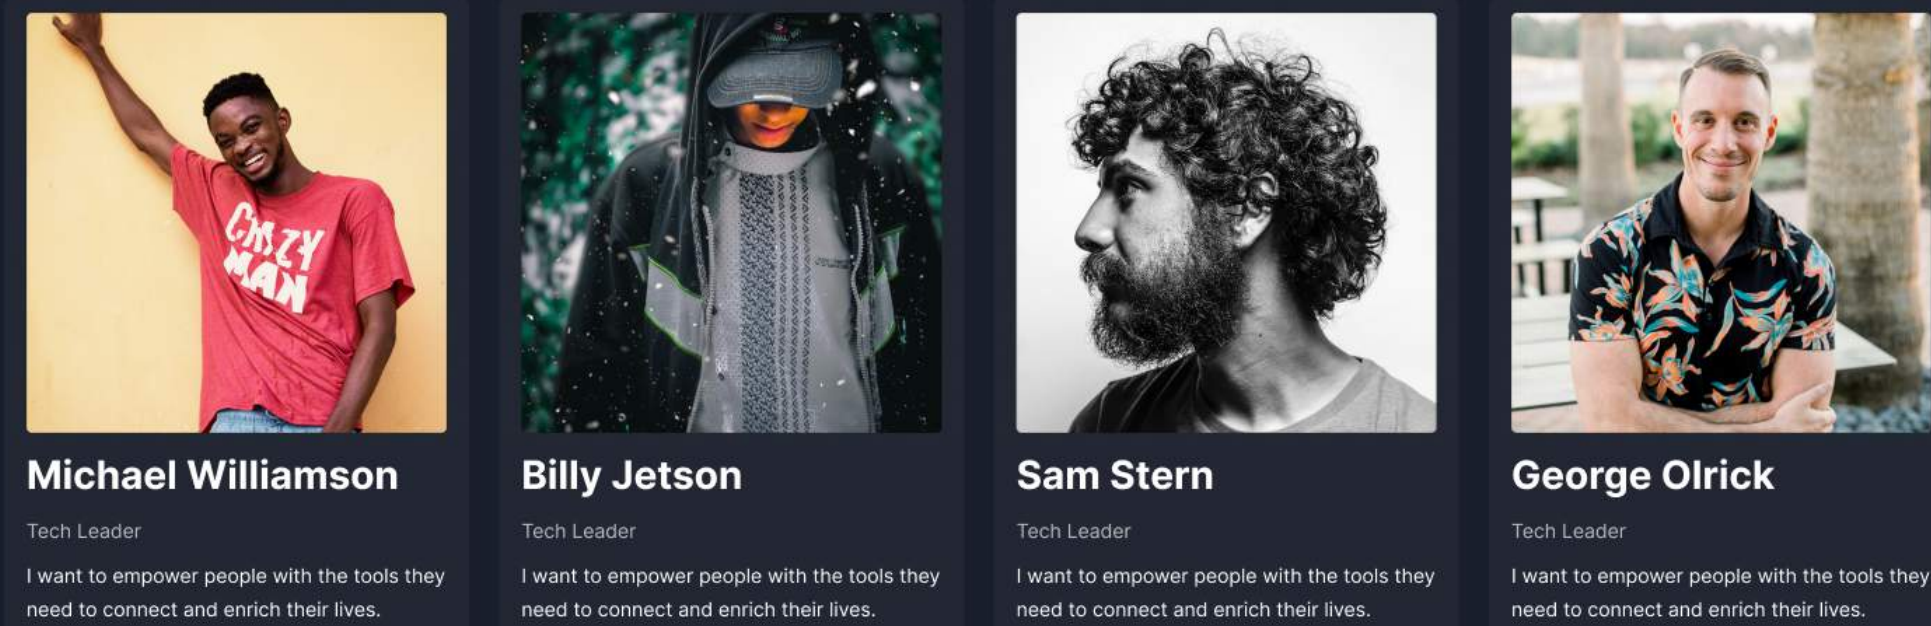 CRAZY
MAN
Michael Williamson
Tech Leader
I want to empower people with the tools they
need to connect and enrich their lives.
Billy Jetson
Tech Leader
I want to empower people with the tools they
need to connect and enrich their lives.
Sam Stern
Tech Leader
I want to empower people with the tools they
need to connect and enrich their lives.
George Olrick
Tech Leader
I want to empower people with the tools they
need to connect and enrich their lives.